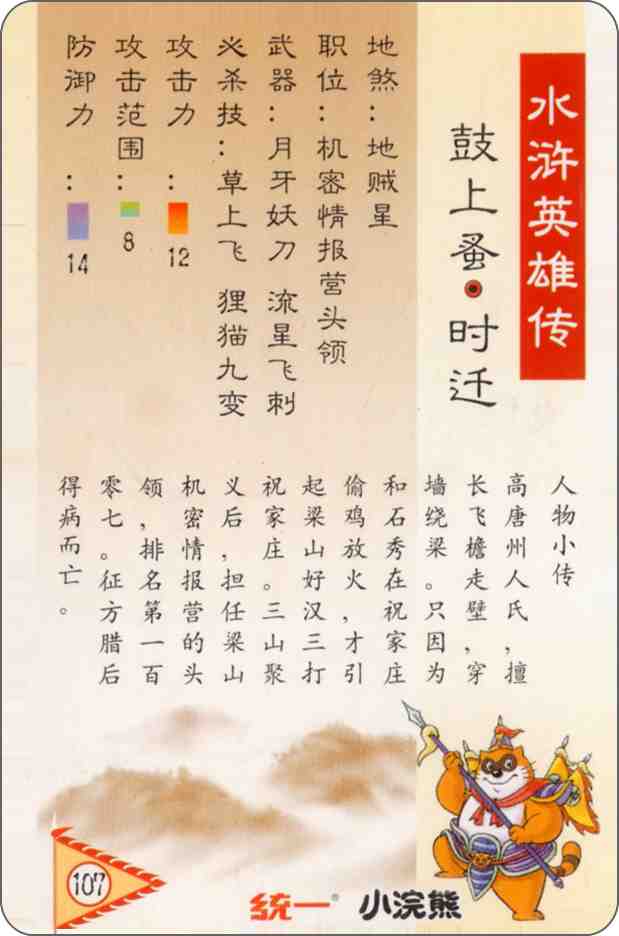 水浒英雄传
鼓上蚤·时迁
地煞：地贼星
职位：机密情报营头领
武器：月牙妖刀 流星飞刺
必杀技：草上飞 狸猫九变
攻击力：12
攻击范围：8
防御力：14
人物小传
高唐州人氏，擅
长飞檐走壁，穿
墙绕梁。只因为
和石秀在祝家庄
偷鸡放火，才引
起梁山好汉三打
祝家庄。三山聚
义后，担任梁山
机密情报营的头
领，排名第一百
零七。征方腊后
得病而亡。
107
统一® 小浣熊